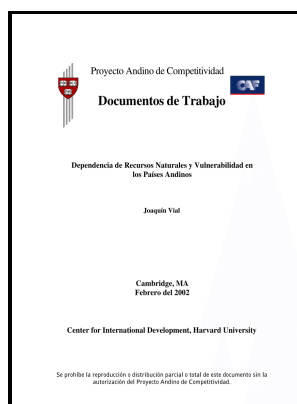 Proyecto Andino de Competitividad
CAF
Documentos de Trabajo
Dependencia de Recursos Naturales y Vulnerabilidad en
los Países Andinos
Joaquín Vial
Cambridge, MA
Febrero del 2002
Center for International Development, Harvard University
Se prohíbe la reproducción o distribución parcial o total de este documento sin la
autorización del Proyecto Andino de Competitividad.